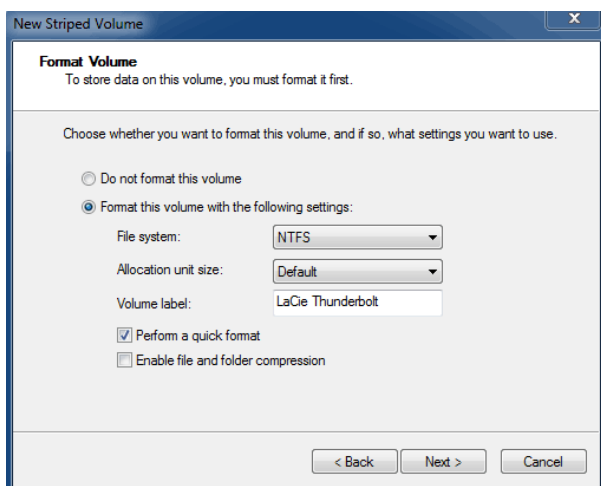 New Striped Volume
X
Format Volume
To store data on this volume, you must format it first.
Choose whether you want to format this volume, and if so, what settings you want to use.
Do not format this volume
Format this volume with the following settings:
File system: NTFS
Allocation unit size: Default
Volume label: LaCie Thunderbolt
Perform a quick format
Enable file and folder compression
< Back Next > Cancel